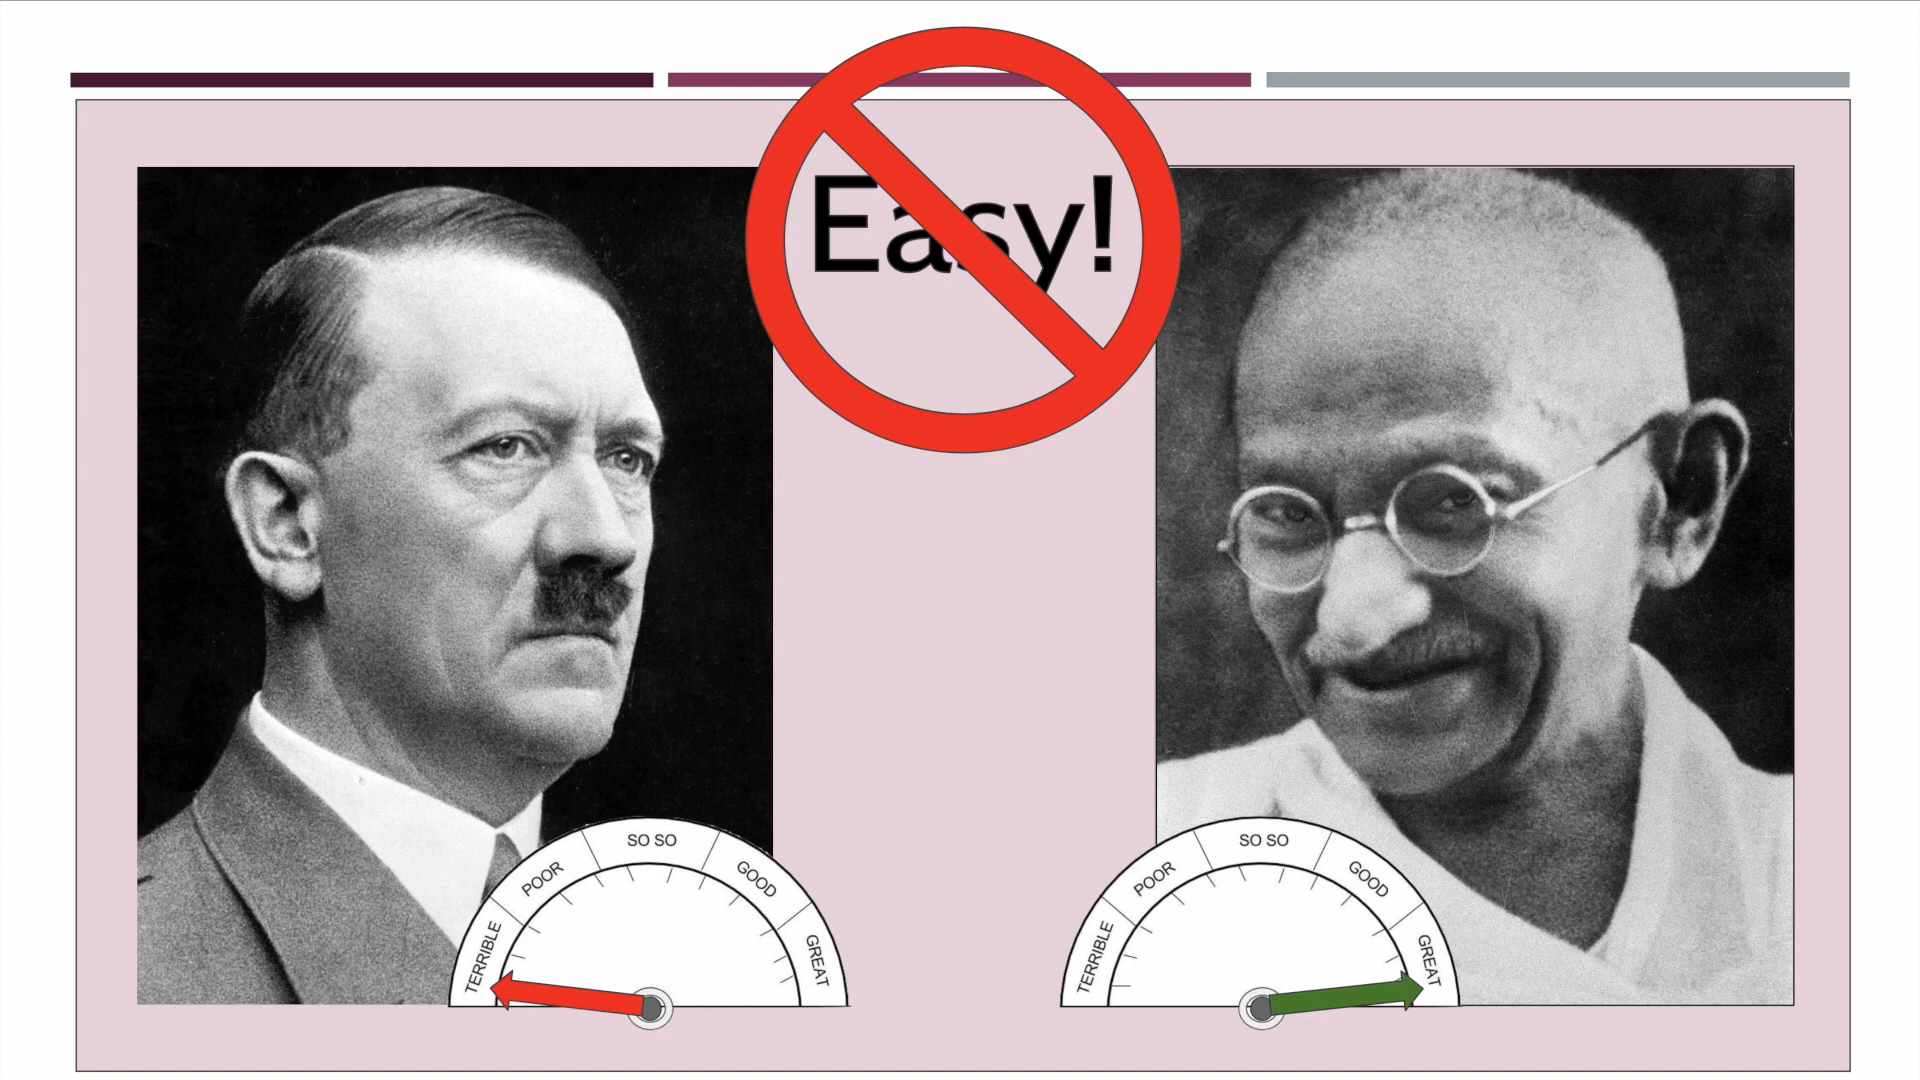 Easy!
TERRIBLE
POOR
SO SO
GOOD
GREAT
TERRIBLE
POOR
SO SO
GOOD
GREAT